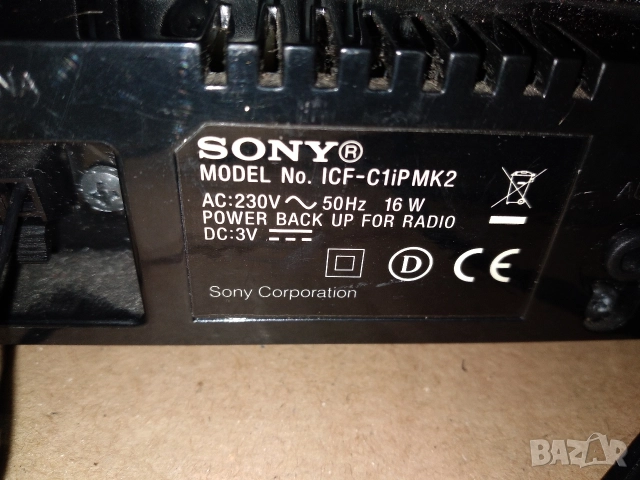 SONY®
MODEL No. ICF-C1iPMK2
AC:230V ～ 50Hz 16 W
POWER BACK UP FOR RADIO
DC:3V
D CE
Sony Corporation
BAZAR